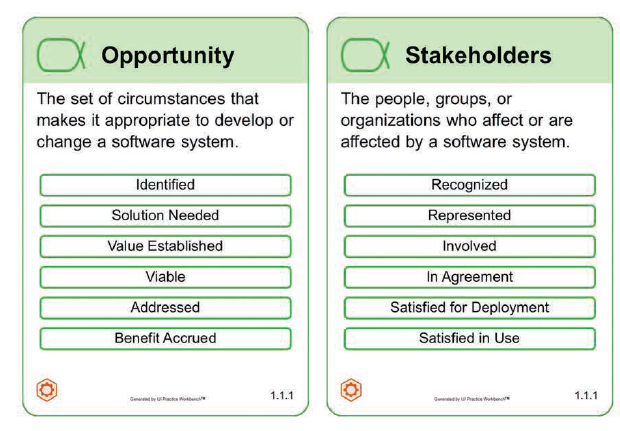 Opportunity
The set of circumstances that
makes it appropriate to develop or
change a software system.
Identified
Solution Needed
Value Established
Viable
Addressed
Benefit Accrued
Generated by IJI Practice Workbench™
1.1.1
Stakeholders
The people, groups, or
organizations who affect or are
affected by a software system.
Recognized
Represented
Involved
In Agreement
Satisfied for Deployment
Satisfied in Use
Generated by IJI Practice Workbench™
1.1.1